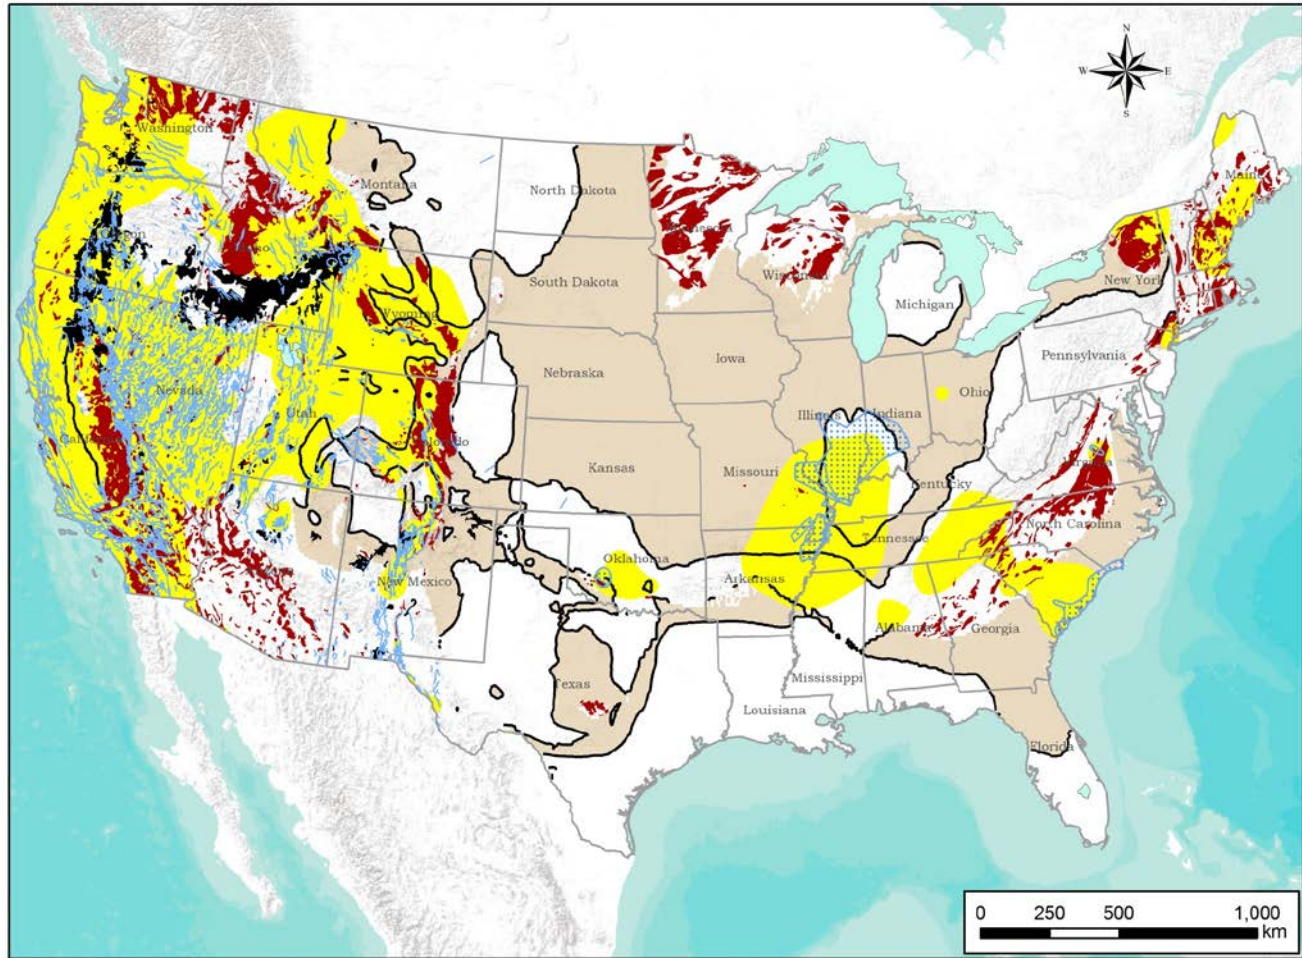 N
W E
S
Washington
Montana
North Dakota
Minnesota
Maine
Oregon
Idaho
Wisconsin
South Dakota
Michigan
New York
Wyoming
Iowa
Pennsylvania
Nebraska
Nevada
Utah
Ohio
Illinois
Indiana
California
Colorado
Kansas
Missouri
Virginia
Kentucky
North Carolina
Tennessee
Oklahoma
Arkansas
New Mexico
Alabama
Georgia
Mississippi
Texas
Louisiana
Florida
0 250 500 1,000
km